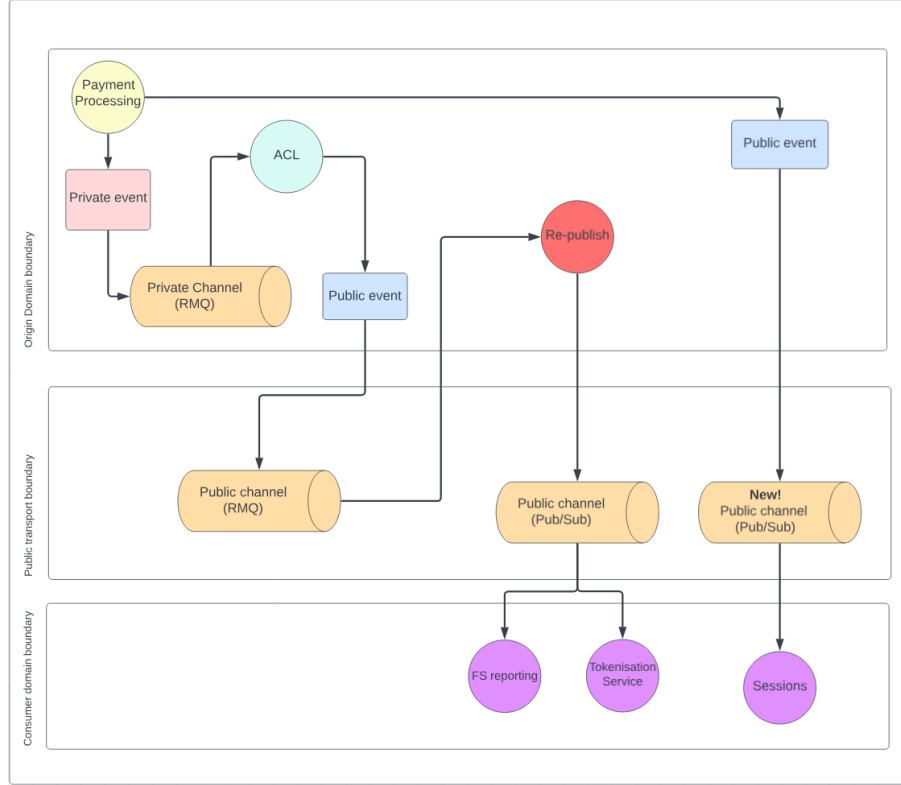 Origin Domain boundary
Payment
Processing
ACL
Public event
Private event
Re-publish
Private Channel
(RMQ)
Public event
Public transport boundary
Public channel
(RMQ)
Public channel
(Pub/Sub)
New!
Public channel
(Pub/Sub)
Consumer domain boundary
FS reporting
Tokenisation
Service
Sessions